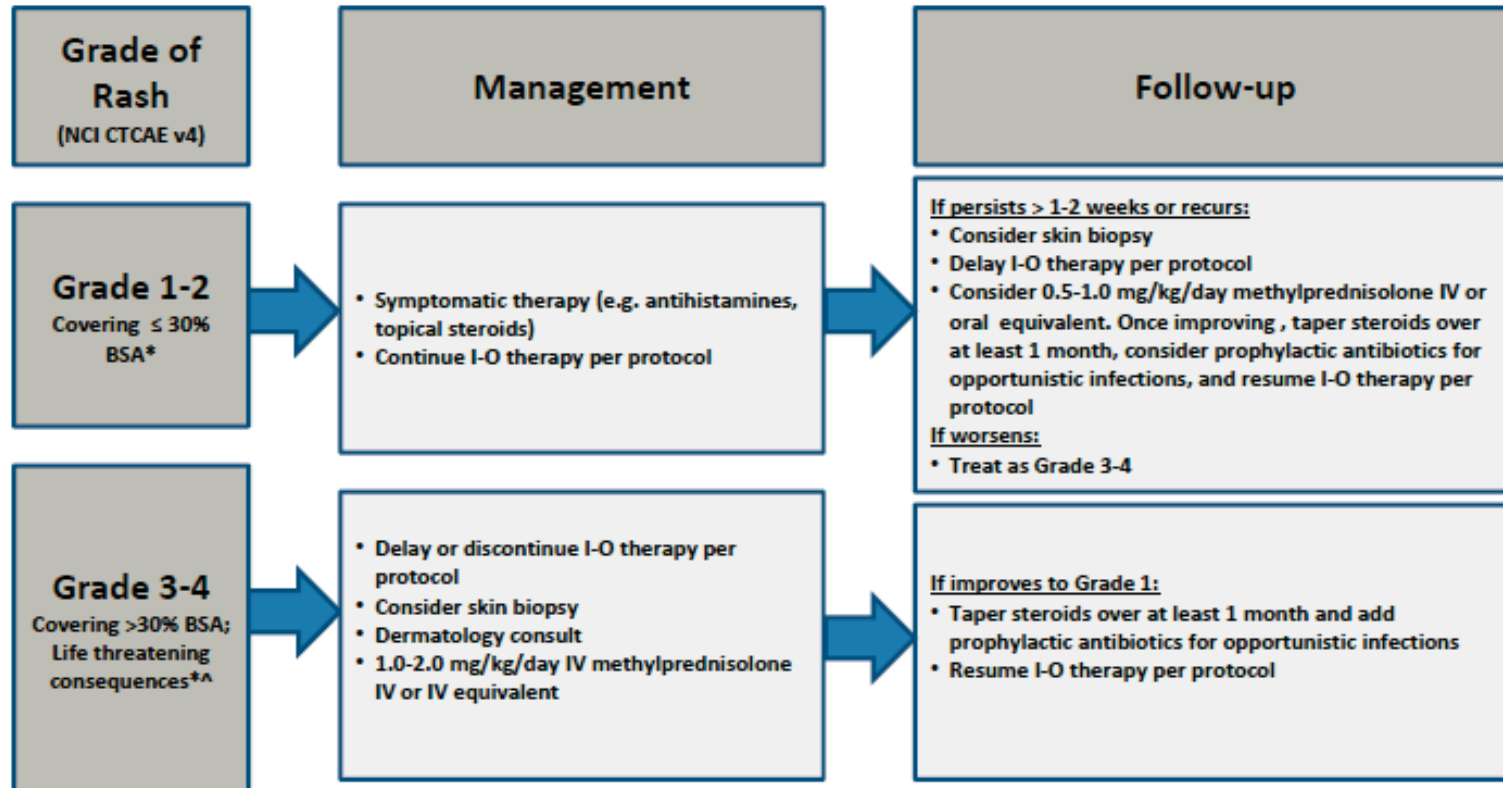 Grade of
Rash
(NCI CTCAE v4)
Management
Follow-up
Grade 1-2
Covering ≤ 30%
BSA*
• Symptomatic therapy (e.g. antihistamines,
topical steroids)
• Continue I-O therapy per protocol
If persists > 1-2 weeks or recurs:
• Consider skin biopsy
• Delay I-O therapy per protocol
• Consider 0.5-1.0 mg/kg/day methylprednisolone IV or
oral equivalent. Once improving , taper steroids over
at least 1 month, consider prophylactic antibiotics for
opportunistic infections, and resume I-O therapy per
protocol
If worsens:
• Treat as Grade 3-4
Grade 3-4
Covering >30% BSA;
Life threatening
consequences*^
• Delay or discontinue I-O therapy per
protocol
• Consider skin biopsy
• Dermatology consult
• 1.0-2.0 mg/kg/day IV methylprednisolone
IV or IV equivalent
If improves to Grade 1:
• Taper steroids over at least 1 month and add
prophylactic antibiotics for opportunistic infections
• Resume I-O therapy per protocol